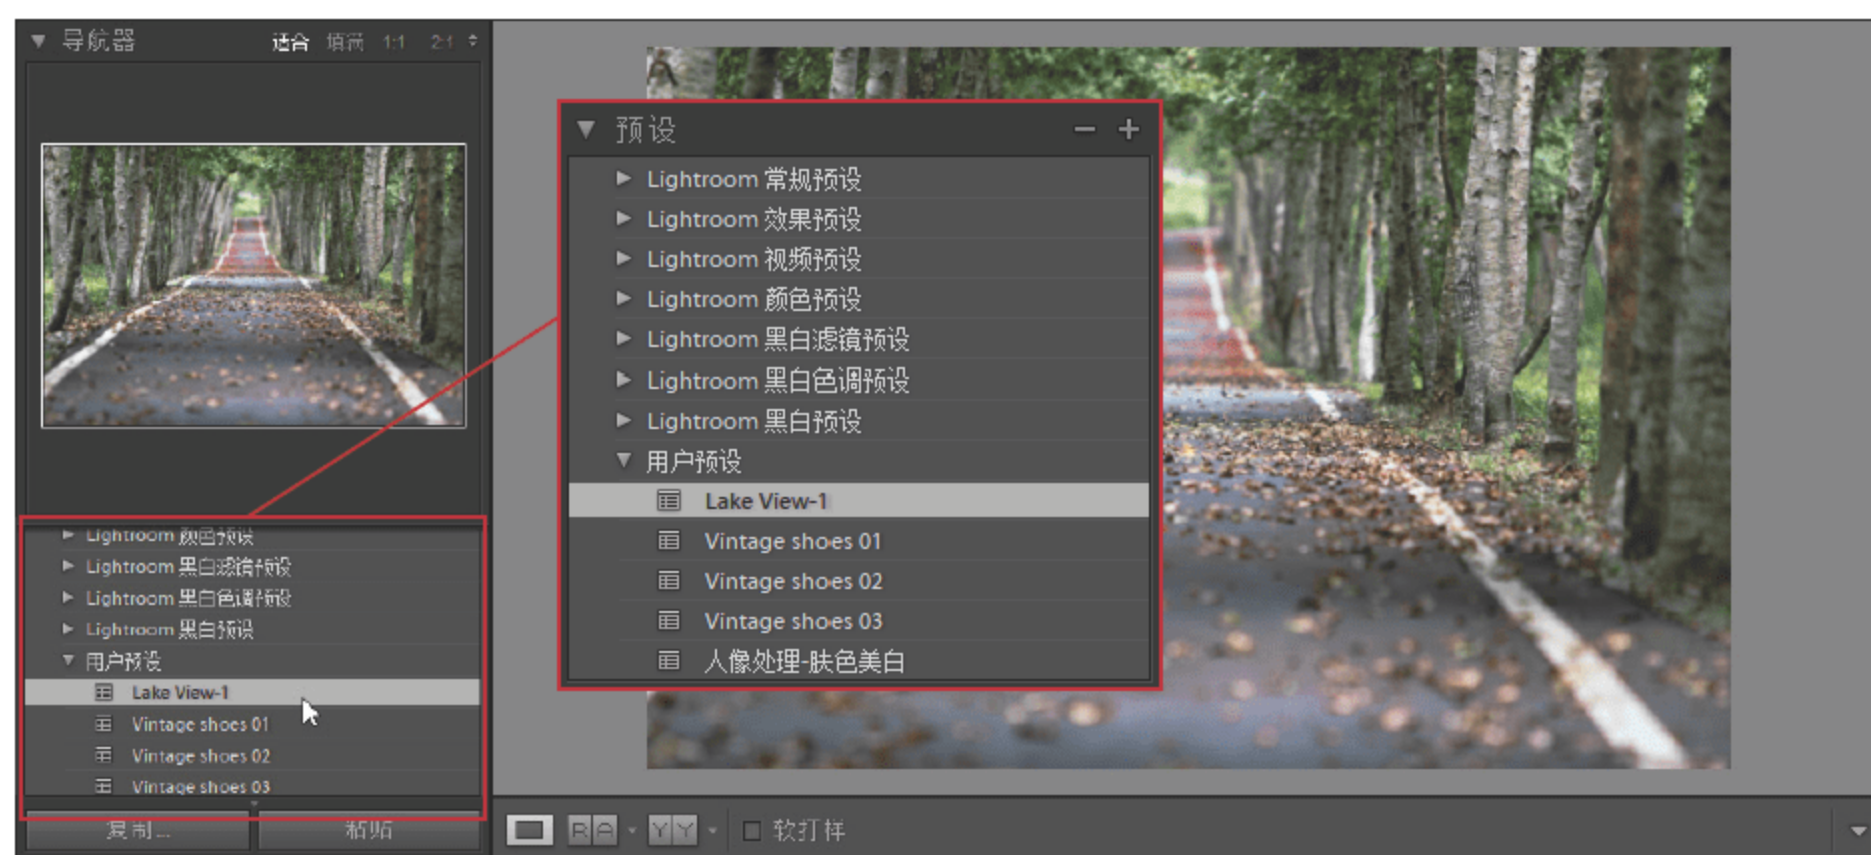 导航器 适合 填满 1:1 2:1
预设
Lightroom 常规预设
Lightroom 效果预设
Lightroom 视频预设
Lightroom 颜色预设
Lightroom 黑白滤镜预设
Lightroom 黑白色调预设
Lightroom 黑白预设
用户预设
Lake View-1
Vintage shoes 01
Vintage shoes 02
Vintage shoes 03
人像处理-肤色美白
Lightroom 颜色预设
Lightroom 黑白滤镜预设
Lightroom 黑白色调预设
Lightroom 黑白预设
用户预设
Lake View-1
Vintage shoes 01
Vintage shoes 02
Vintage shoes 03
复制... 粘贴
R A Y Y 软打样